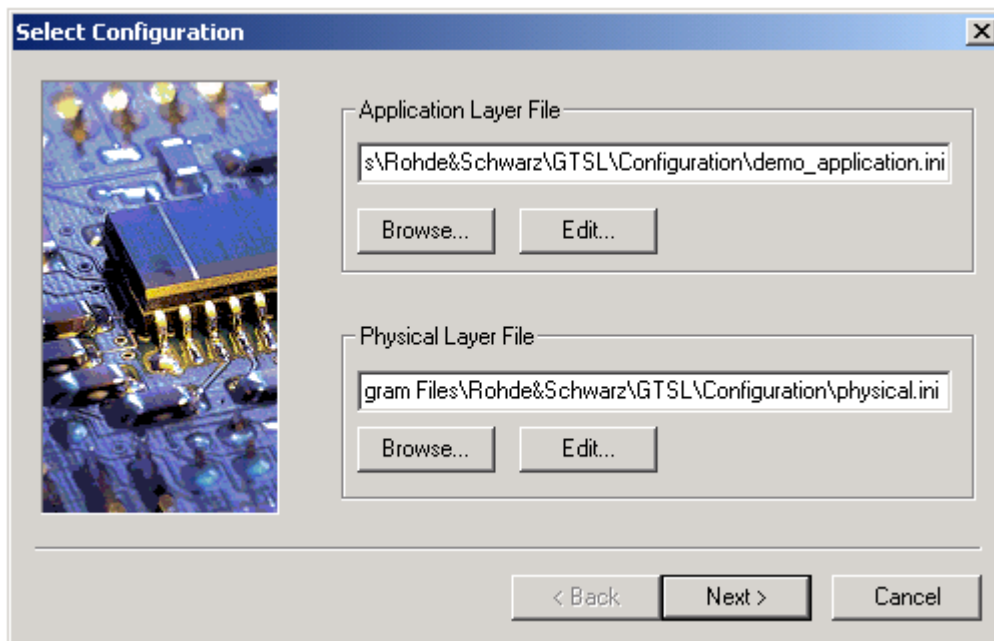 Select Configuration
Application Layer File
s\Rohde&Schwarz\GTSL\Configuration\demo_application.ini
Browse... Edit...
Physical Layer File
gram Files\Rohde&Schwarz\GTSL\Configuration\physical.ini
Browse... Edit...
< Back Next > Cancel